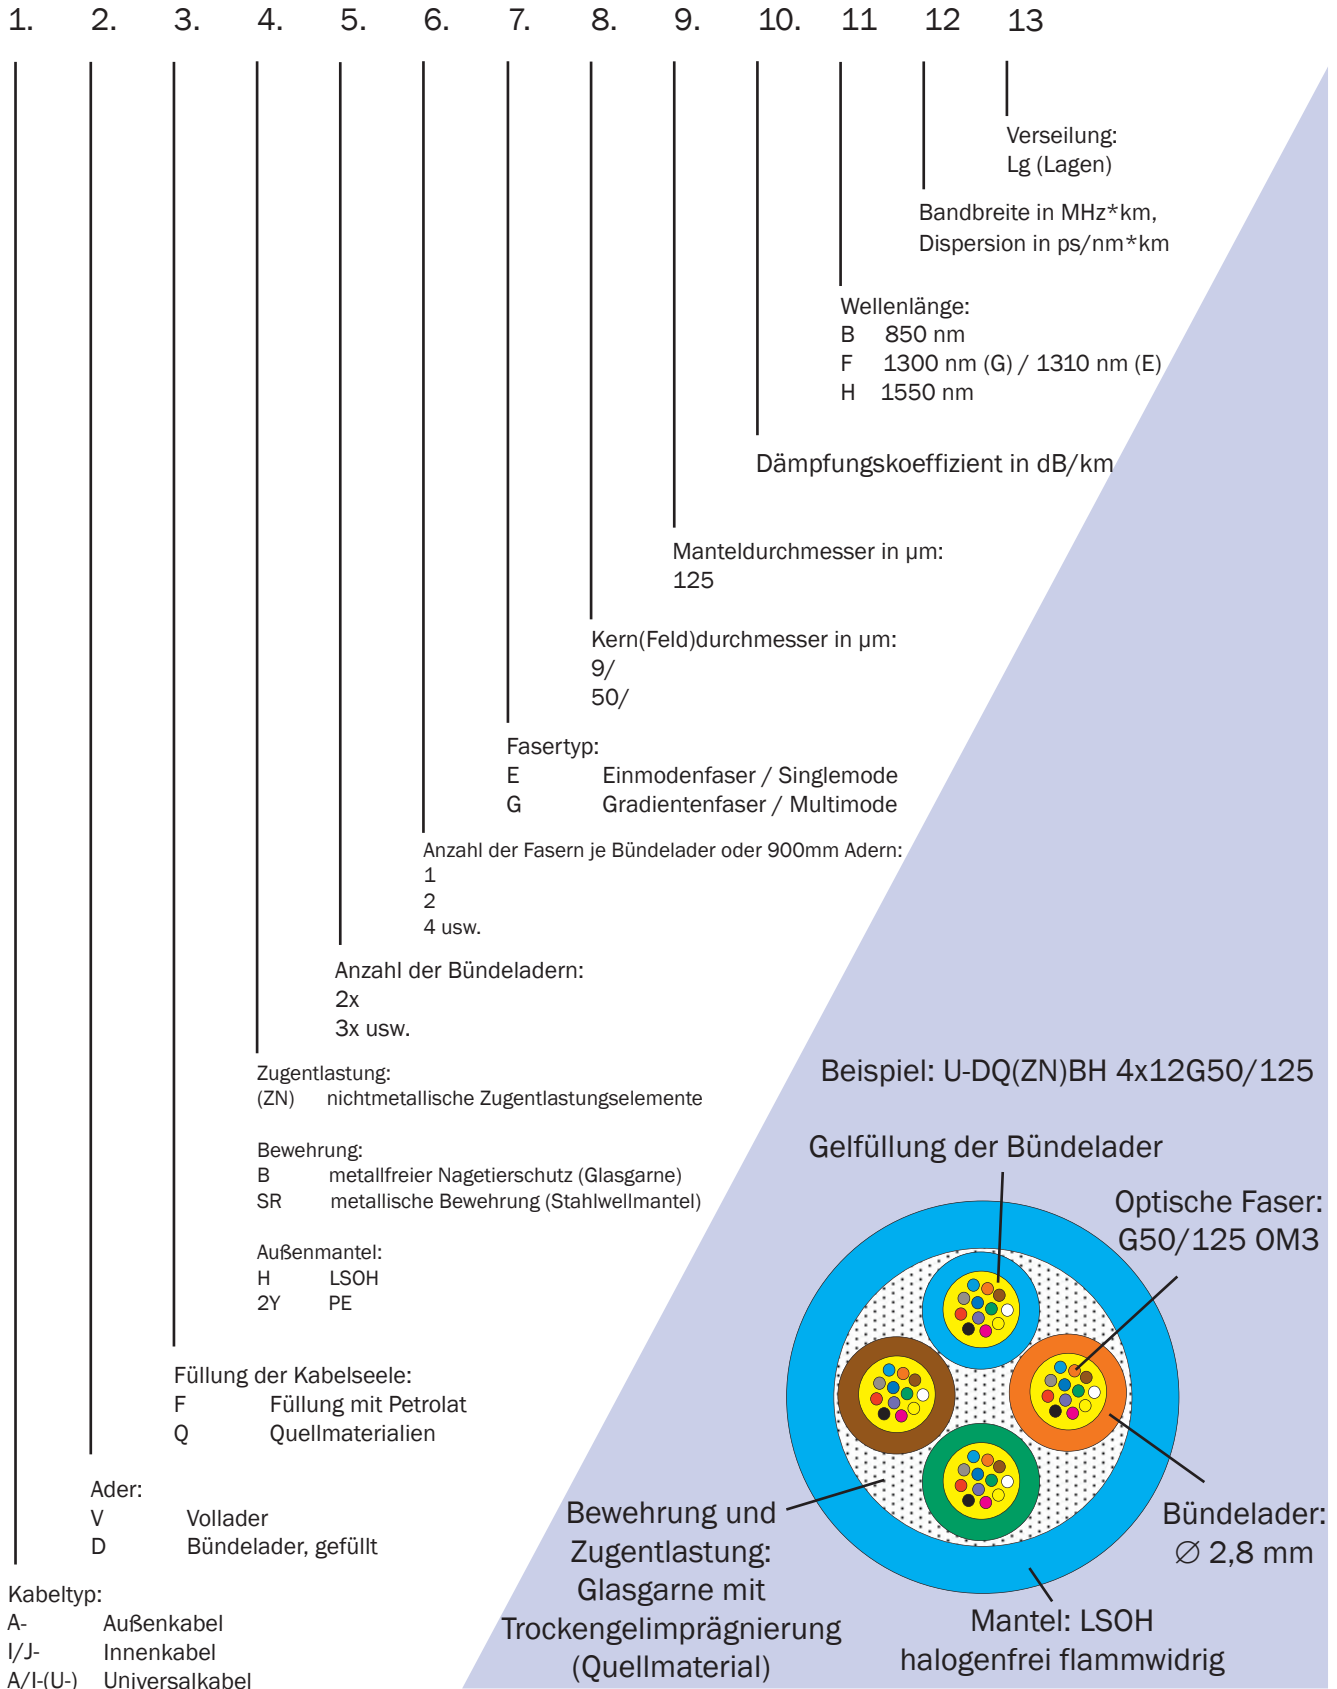 1. 2. 3. 4. 5. 6. 7. 8. 9. 10. 11 12 13
Verseilung:
Lg (Lagen)
Bandbreite in MHz*km,
Dispersion in ps/nm*km
Wellenlänge:
B 850 nm
F 1300 nm (G) / 1310 nm (E)
H 1550 nm
Dämpfungskoeffizient in dB/km
Manteldurchmesser in µm:
125
Kern(Feld)durchmesser in µm:
9/
50/
Fasertyp:
E Einmodenfaser / Singlemode
G Gradientenfaser / Multimode
Anzahl der Fasern je Bündelader oder 900mm Adern:
1
2
4 usw.
Anzahl der Bündeladern:
2x
3x usw.
Zugentlastung:
(ZN) nichtmetallische Zugentlastungselemente
Bewehrung:
B metallfreier Nagetierschutz (Glasgarne)
SR metallische Bewehrung (Stahlwellmantel)
Außenmantel:
H LSOH
2Y PE
Füllung der Kabelseele:
F Füllung mit Petrolat
Q Quellmaterialien
Ader:
V Vollader
D Bündelader, gefüllt
Kabeltyp:
A- Außenkabel
I/J- Innenkabel
A/I-(U-) Universalkabel
Beispiel: U-DQ(ZN)BH 4x12G50/125
Gelfüllung der Bündelader
Optische Faser:
G50/125 OM3
Bündelader:
∅ 2,8 mm
Bewehrung und
Zugentlastung:
Glasgarne mit
Trockengelimprägnierung
(Quellmaterial)
Mantel: LSOH
halogenfrei flammwidrig